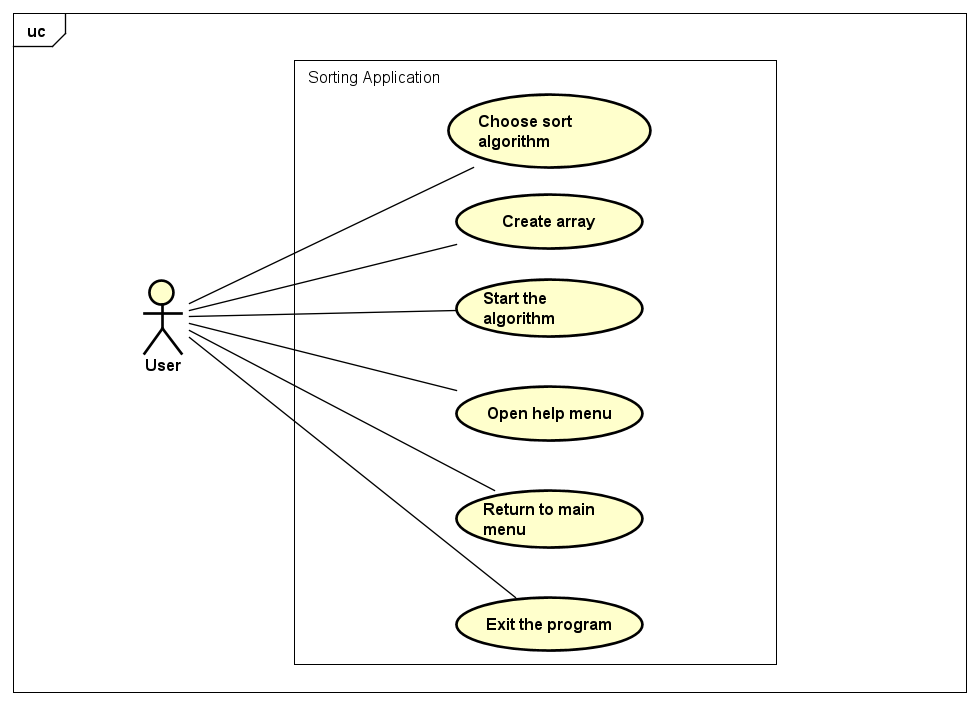 uc
Sorting Application
Choose sort
algorithm
Create array
Start the
algorithm
User
Open help menu
Return to main
menu
Exit the program